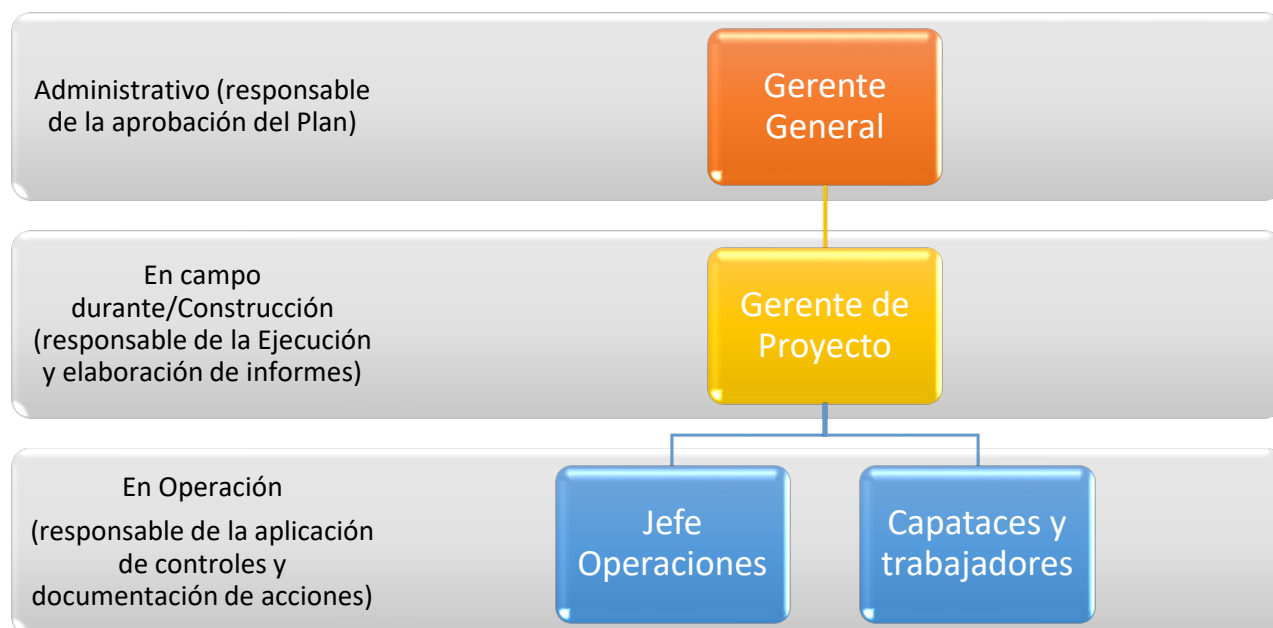 Administrativo (responsable
de la aprobación del Plan)
Gerente
General
En campo
durante/Construcción
(responsable de la Ejecución
y elaboración de informes)
Gerente de
Proyecto
En Operación
(responsable de la aplicación
de controles y
documentación de acciones)
Jefe
Operaciones
Capataces y
trabajadores